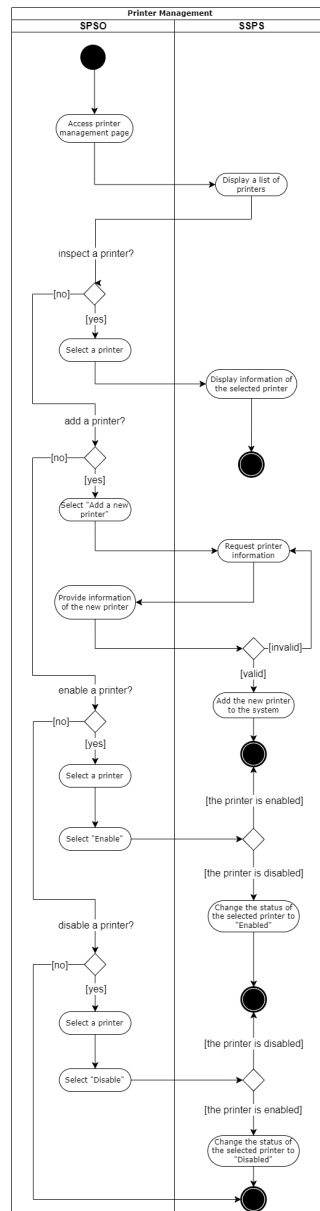 Printer Management
SPSO
SSPS
Access printer
management page
Display a list of
printers
inspect a printer?
[no]
[yes]
Select a printer
Display information of
the selected printer
add a printer?
[no]
[yes]
Select "Add a new
printer"
Request printer
information
Provide information
of the new printer
[invalid]
[valid]
Add the new printer
to the system
enable a printer?
[no]
[yes]
Select a printer
[the printer is enabled]
Select "Enable"
[the printer is disabled]
Change the status of
the selected printer to
"Enabled"
disable a printer?
[no]
[yes]
Select a printer
[the printer is disabled]
Select "Disable"
[the printer is enabled]
Change the status of
the selected printer to
"Disabled"